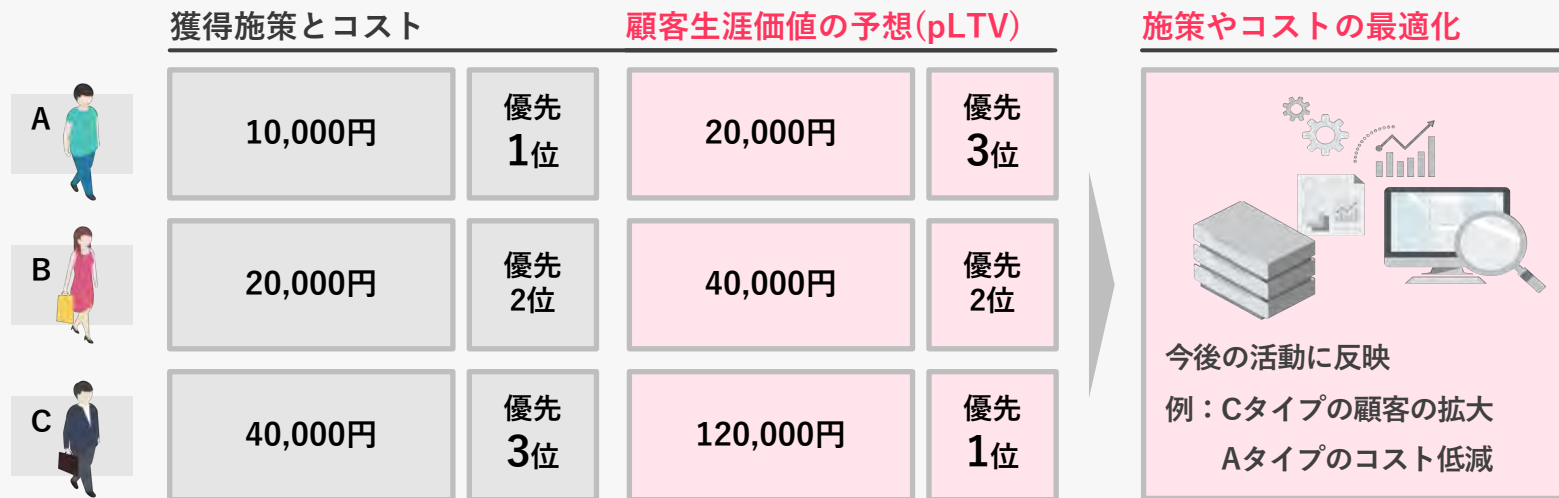 獲得施策とコスト
顧客生涯価値の予想(pLTV)
施策やコストの最適化
A
10,000円
優先
1位
20,000円
優先
3位
B
20,000円
優先
2位
40,000円
優先
2位
C
40,000円
優先
3位
120,000円
優先
1位
今後の活動に反映
例：Cタイプの顧客の拡大
Aタイプのコスト低減